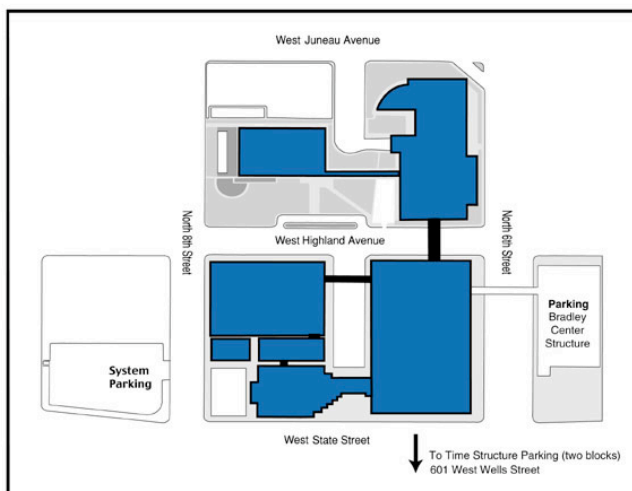 West Juneau Avenue
North 8th Street
West Highland Avenue
North 6th Street
Parking
Bradley
Center
Structure
System
Parking
West State Street
To Time Structure Parking (two blocks)
601 West Wells Street